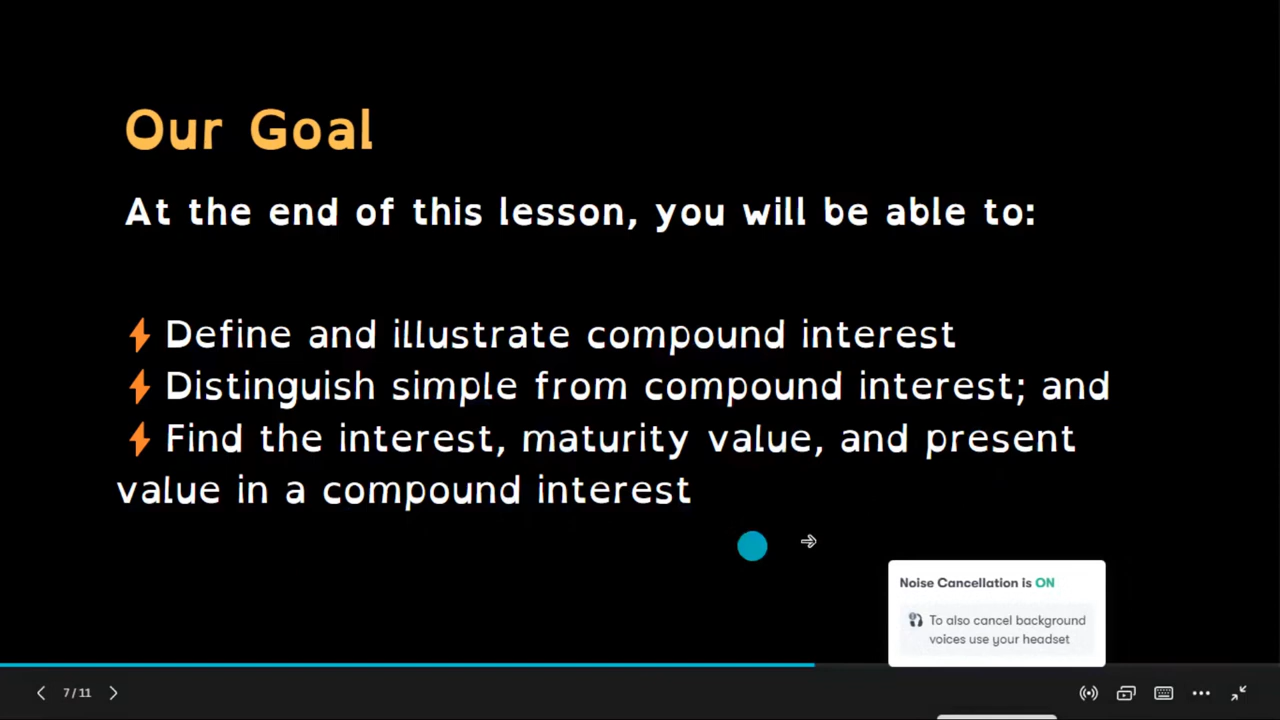 Our Goal
At the end of this lesson, you will be able to:
Define and illustrate compound interest
Distinguish simple from compound interest; and
Find the interest, maturity value, and present
value in a compound interest
Noise Cancellation is ON
To also cancel background
voices use your headset
7 / 11